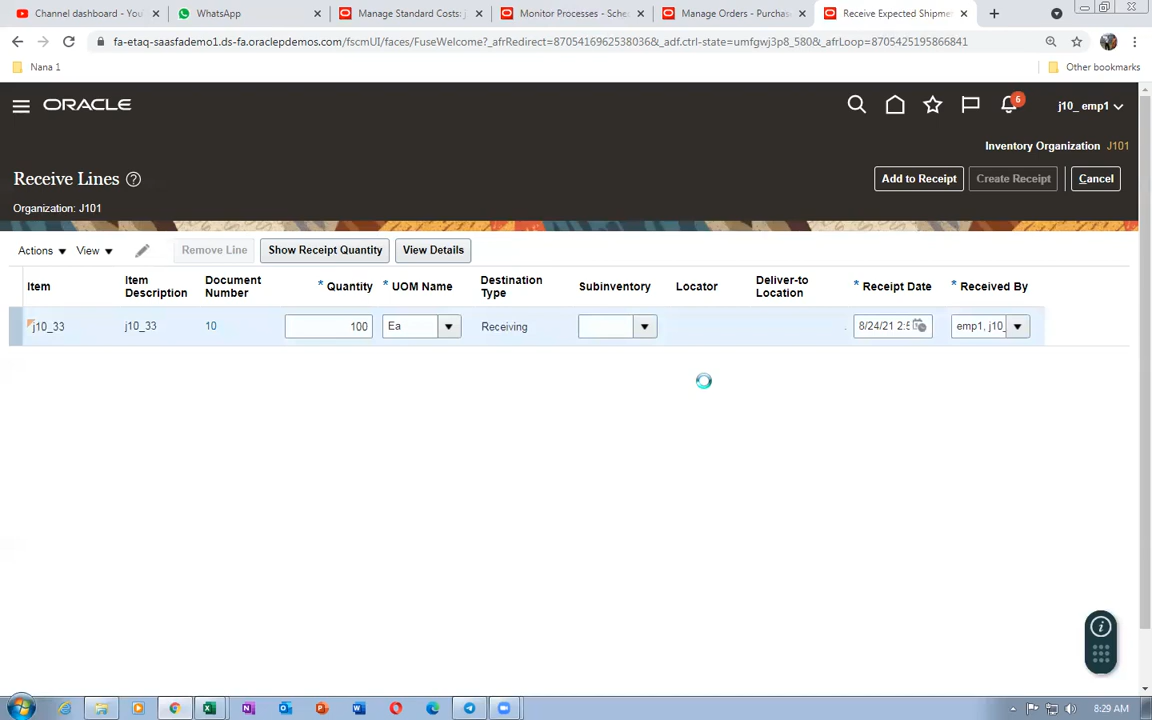 Channel dashboard - You
WhatsApp
Manage Standard Costs: j
Monitor Processes - Sche
Manage Orders - Purchas
Receive Expected Shipme
fa-etaq-saasfademo1.ds-fa.oraclepdemos.com/fscmUI/faces/FuseWelcome?_afrRedirect=8705416962538036&_adf.ctrl-state=umfgwj3p8_580&_afrLoop=8705425195866841
Nana 1
Other bookmarks
ORACLE
6
j10_ emp1
Inventory Organization J101
Receive Lines
Add to Receipt
Create Receipt
Cancel
Organization: J101
Actions
View
Remove Line
Show Receipt Quantity
View Details
Item
Item Description
Document Number
* Quantity
* UOM Name
Destination Type
Subinventory
Locator
Deliver-to Location
* Receipt Date
* Received By
j10_33
j10_33
10
100
Ea
Receiving
8/24/21 2:5
emp1, j10_
8:29 AM